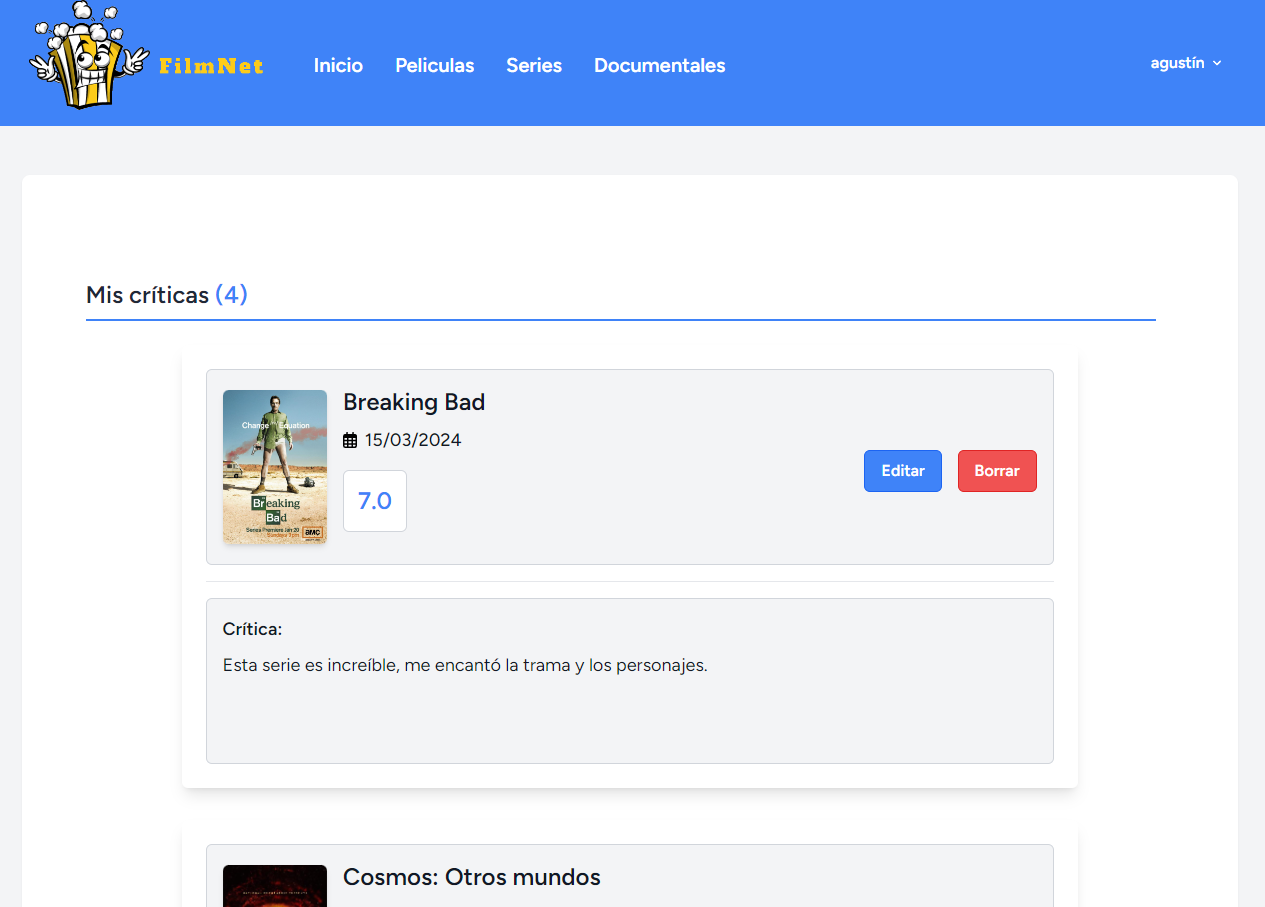 FilmNet
Inicio Peliculas Series Documentales
agustín
Mis críticas (4)
Breaking Bad
15/03/2024
7.0
Editar Borrar
Change The Equation
Breaking
Bad
Series Premiere Jan 20
Sundays 10pm
AMC
Crítica:
Esta serie es increíble, me encantó la trama y los personajes.
Cosmos: Otros mundos